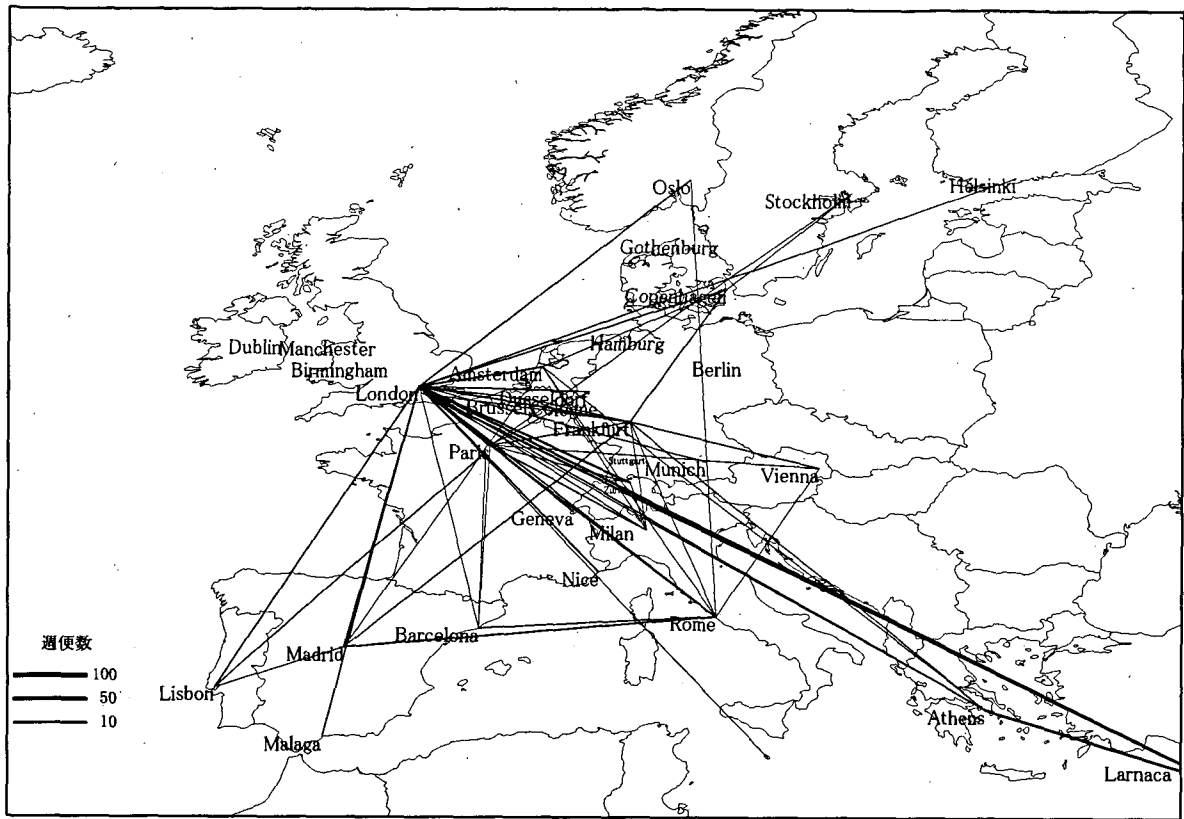 Oslo
Helsinki
Stockholm
Gothenburg
Copenhagen
Hamburg
Dublin
Manchester
Birmingham
Berlin
Amsterdam
London
Dusseldorf
Brussels
Cologne
Frankfurt
Paris
Stuttgart
Munich
Vienna
Zurich
Geneva
Milan
Nice
Rome
Barcelona
Madrid
Lisbon
Malaga
Athens
Larnaca
週便数
100
50
10